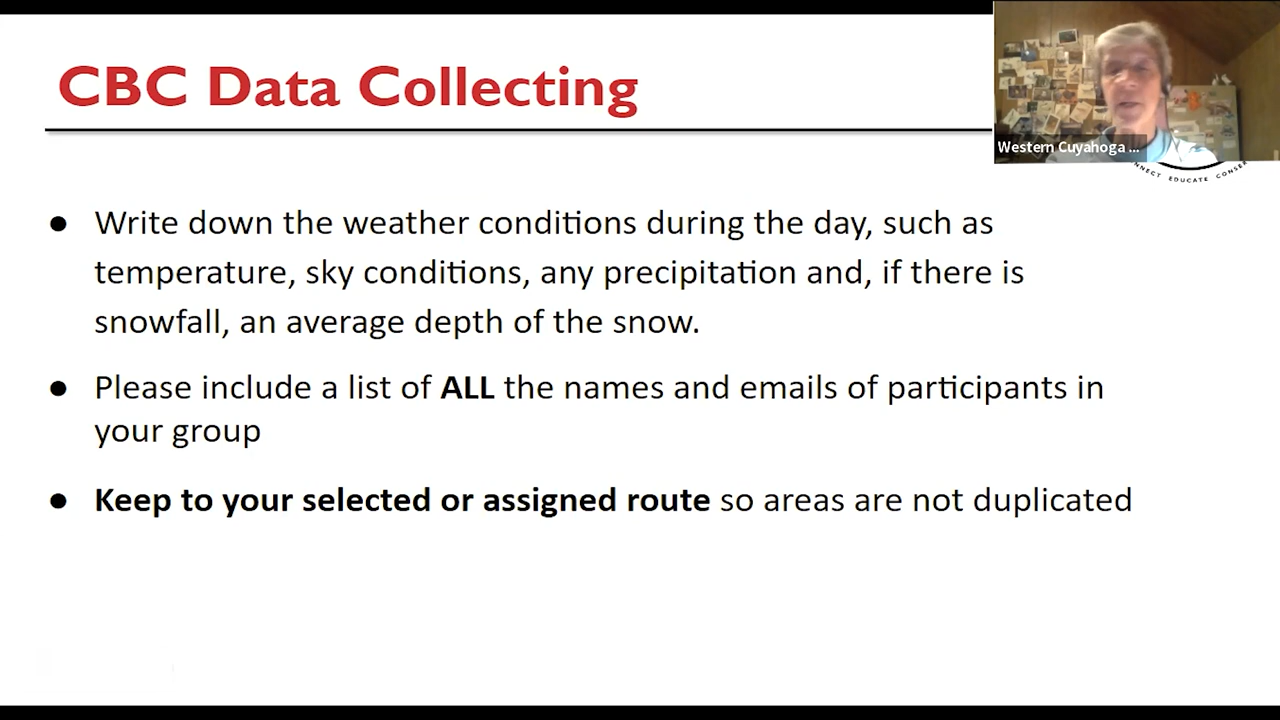 CBC Data Collecting
Western Cuyahoga ...
EDUCATE
● Write down the weather conditions during the day, such as
temperature, sky conditions, any precipitation and, if there is
snowfall, an average depth of the snow.
● Please include a list of ALL the names and emails of participants in
your group
● Keep to your selected or assigned route so areas are not duplicated